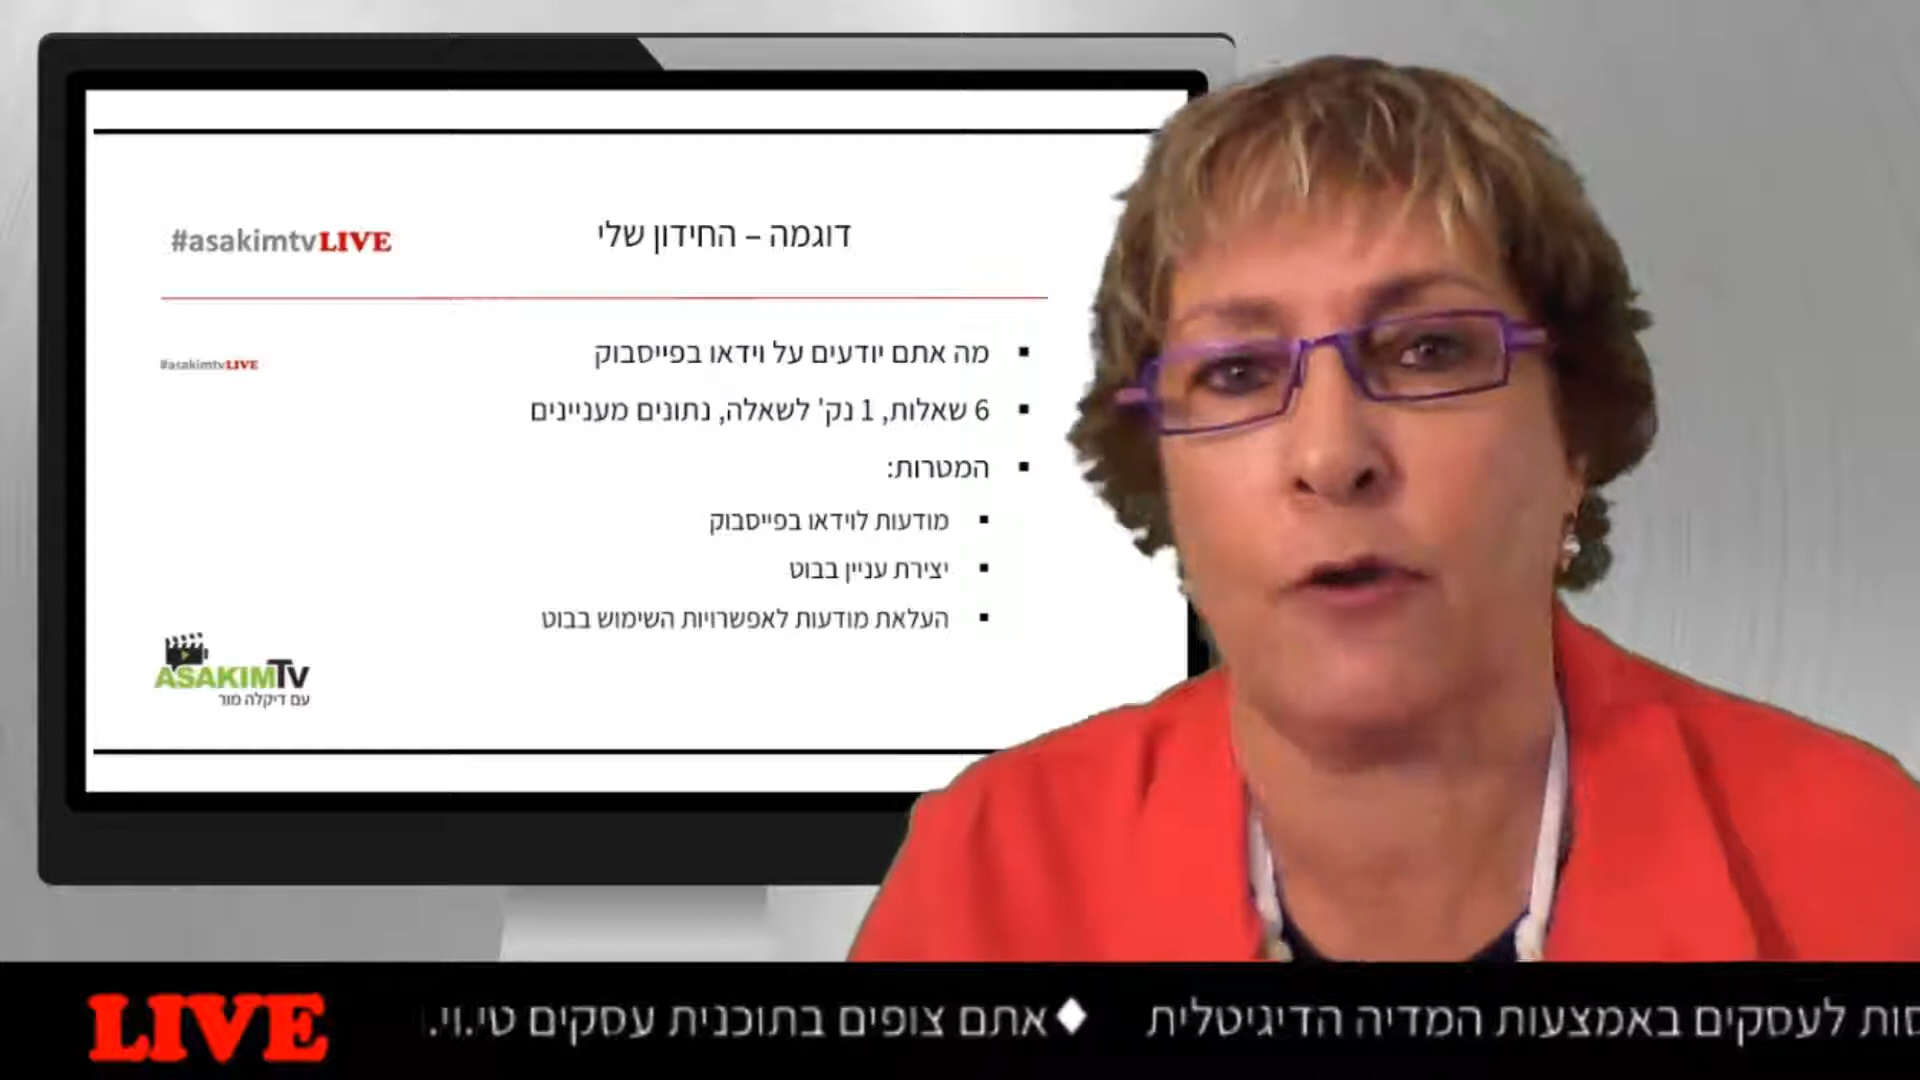 דוגמה – החידון שלי
#asakimtvLIVE
מה אתם יודעים על וידאו בפייסבוק
#asakimtvLIVE
6 שאלות, 1 נק' לשאלה, נתונים מעניינים
המטרות:
מודעות לוידאו בפייסבוק
יצירת עניין בבוט
העלאת מודעות לאפשרויות השימוש בבוט
ASAKIMTV
עם דיקלה מור
LIVE
סות לעסקים באמצעות המדיה הדיגיטלית ♦ אתם צופים בתוכנית עסקים טי.וי.